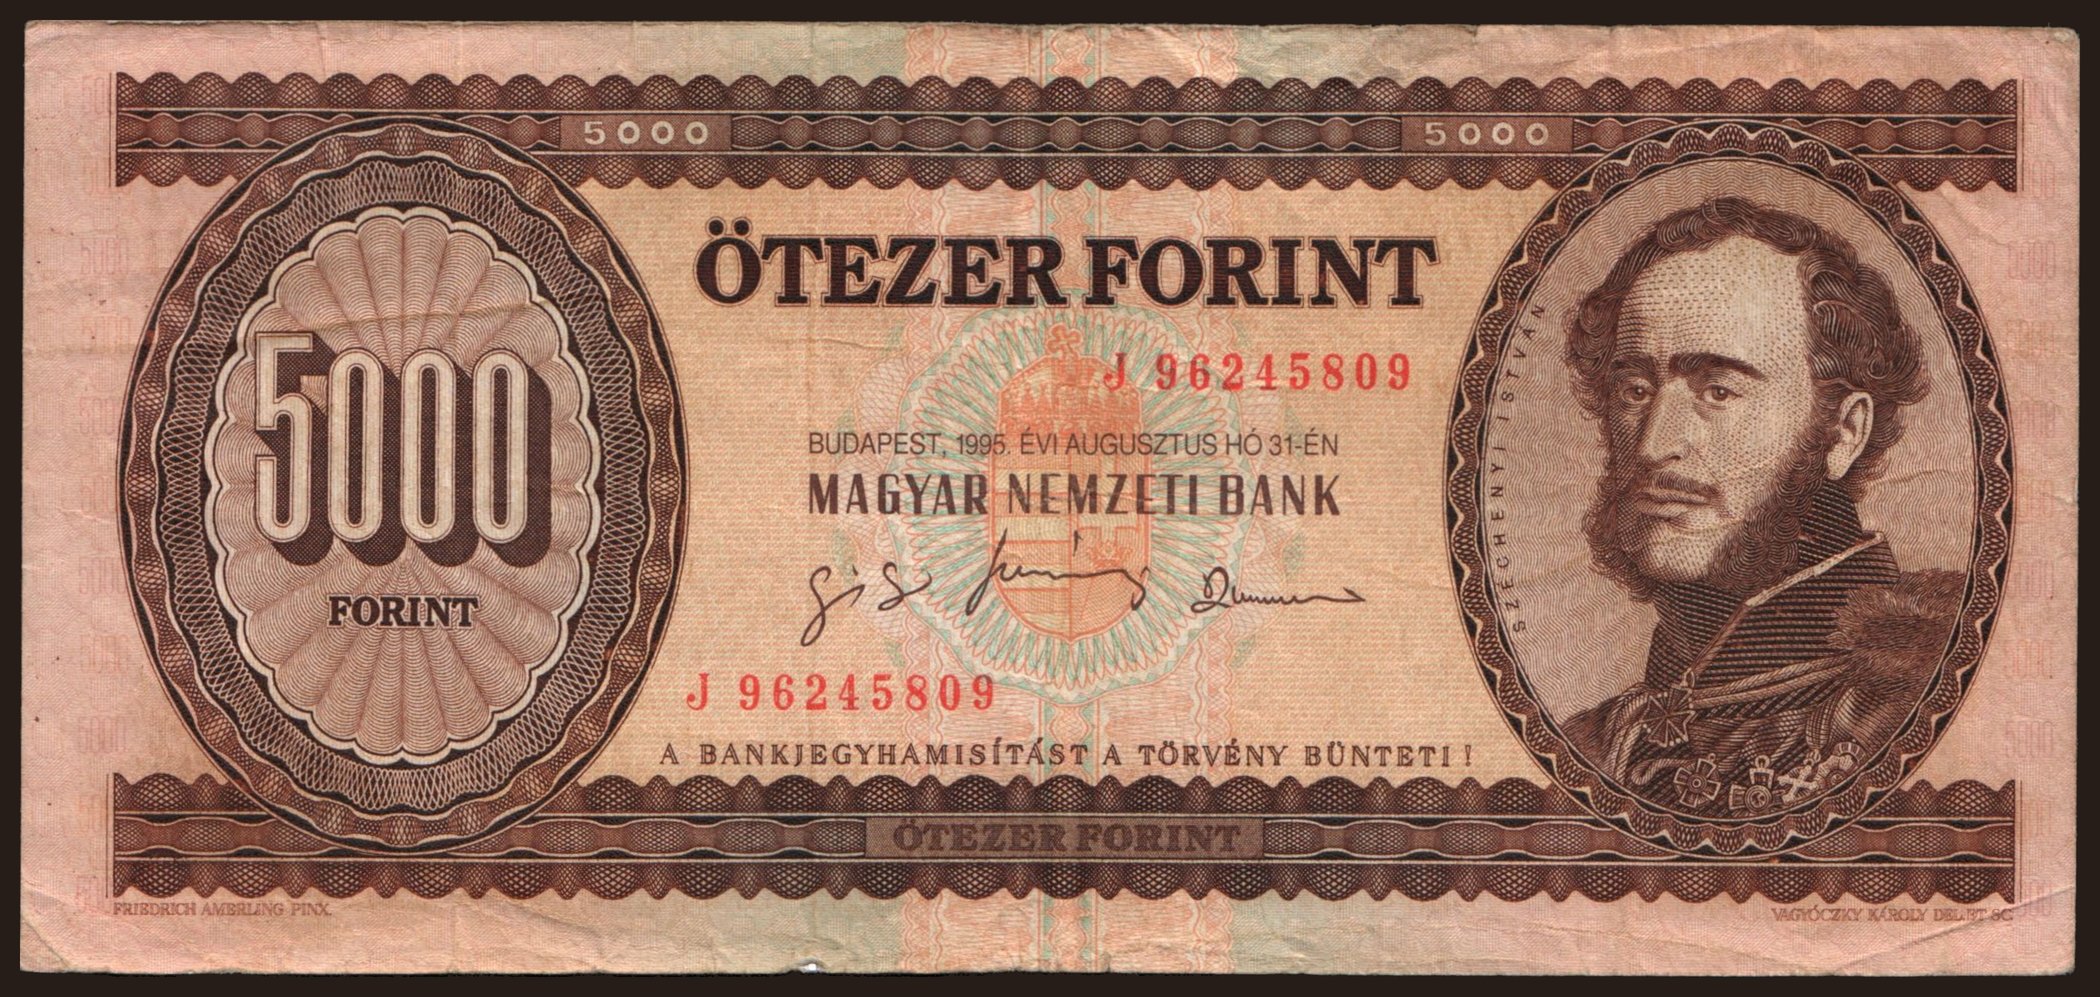 5000
5000
ÖTEZER FORINT
J 96245809
BUDAPEST, 1995. ÉVI AUGUSZTUS HÓ 31-ÉN
MAGYAR NEMZETI BANK
5000
FORINT
SZÉCHENYI ISTVÁN
J 96245809
A BANKJEGYHAMISÍTÁST A TÖRVÉNY BÜNTETI !
ÖTEZER FORINT
FRIEDRICH AMERLING PINX.
VAGYÓCZKY KÁROLY DEL.ET SC.